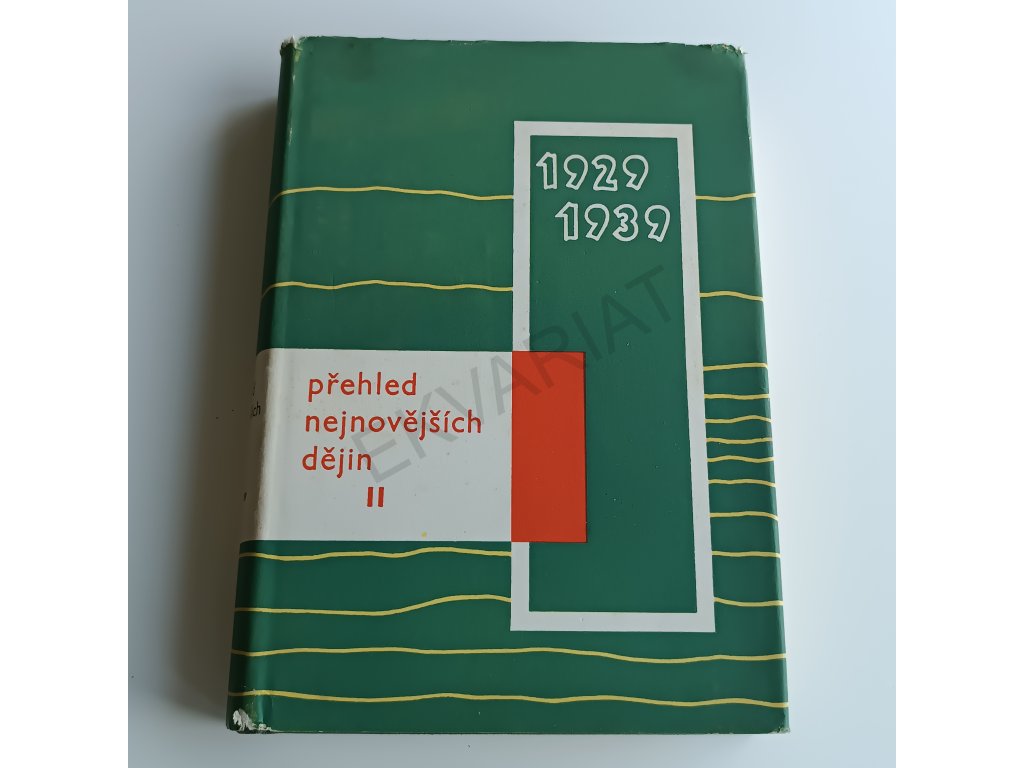 1929
1939
přehled
nejnovějších
dějin
II
EKVARIAT